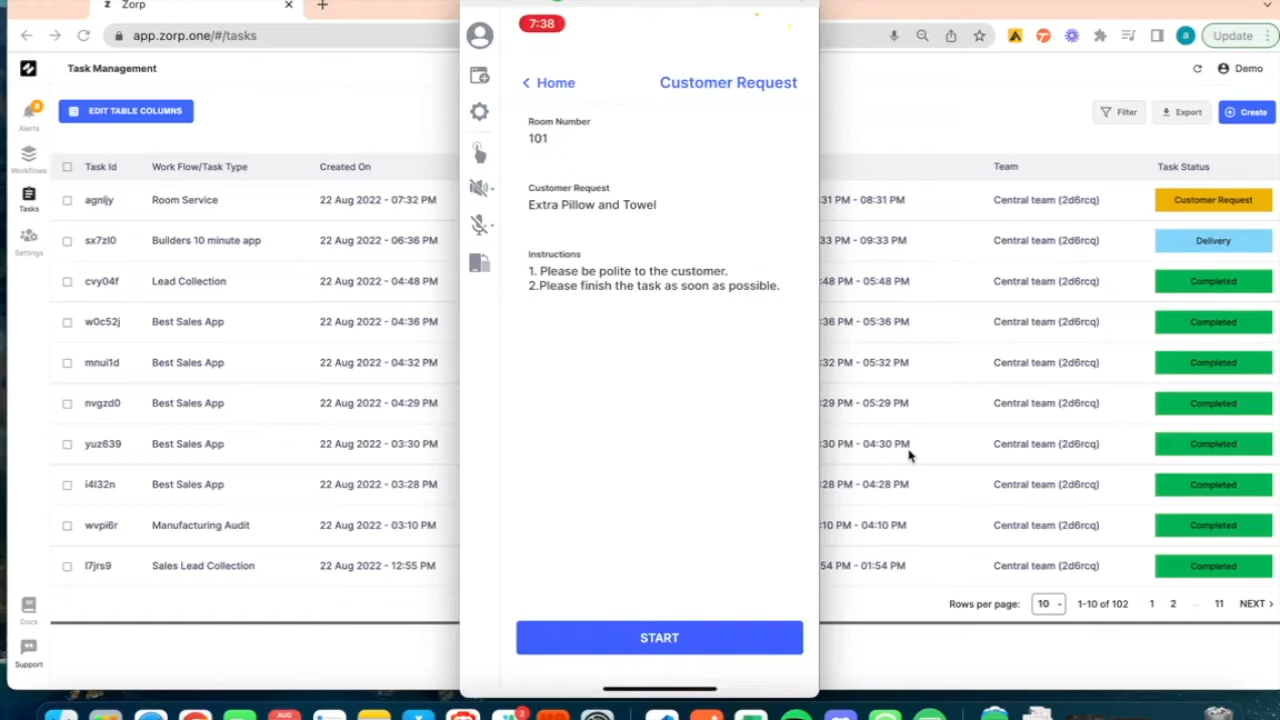 Zorp
app.zorp.one/#/tasks
a
Update
7:38
Task Management
Demo
EDIT TABLE COLUMNS
Filter
Export
Create
Alerts
Workflows
Tasks
Settings
Docs
Support
Home
Customer Request
Room Number
101
Customer Request
Extra Pillow and Towel
Instructions
1. Please be polite to the customer.
2.Please finish the task as soon as possible.
START
Task Id Work Flow/Task Type Created On Team Task Status
agnljy Room Service 22 Aug 2022 - 07:32 PM :31 PM - 08:31 PM Central team (2d6rcq) Customer Request
sx7zl0 Builders 10 minute app 22 Aug 2022 - 06:36 PM :33 PM - 09:33 PM Central team (2d6rcq) Delivery
cvy04f Lead Collection 22 Aug 2022 - 04:48 PM :48 PM - 05:48 PM Central team (2d6rcq) Completed
w0c52j Best Sales App 22 Aug 2022 - 04:36 PM :36 PM - 05:36 PM Central team (2d6rcq) Completed
mnui1d Best Sales App 22 Aug 2022 - 04:32 PM :32 PM - 05:32 PM Central team (2d6rcq) Completed
nvgzd0 Best Sales App 22 Aug 2022 - 04:29 PM :29 PM - 05:29 PM Central team (2d6rcq) Completed
yuz639 Best Sales App 22 Aug 2022 - 03:30 PM :30 PM - 04:30 PM Central team (2d6rcq) Completed
i4l32n Best Sales App 22 Aug 2022 - 03:28 PM :28 PM - 04:28 PM Central team (2d6rcq) Completed
wvpi6r Manufacturing Audit 22 Aug 2022 - 03:10 PM :10 PM - 04:10 PM Central team (2d6rcq) Completed
l7jrs9 Sales Lead Collection 22 Aug 2022 - 12:55 PM :54 PM - 01:54 PM Central team (2d6rcq) Completed
Rows per page: 10 1-10 of 102 1 2 ... 11 NEXT
AUG
2